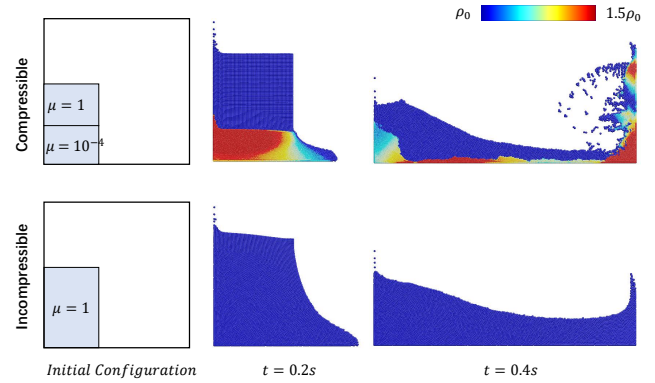 ρ₀ 1.5ρ₀
Compressible
μ = 1
μ = 10⁻⁴
Incompressible
μ = 1
Initial Configuration t = 0.2s t = 0.4s